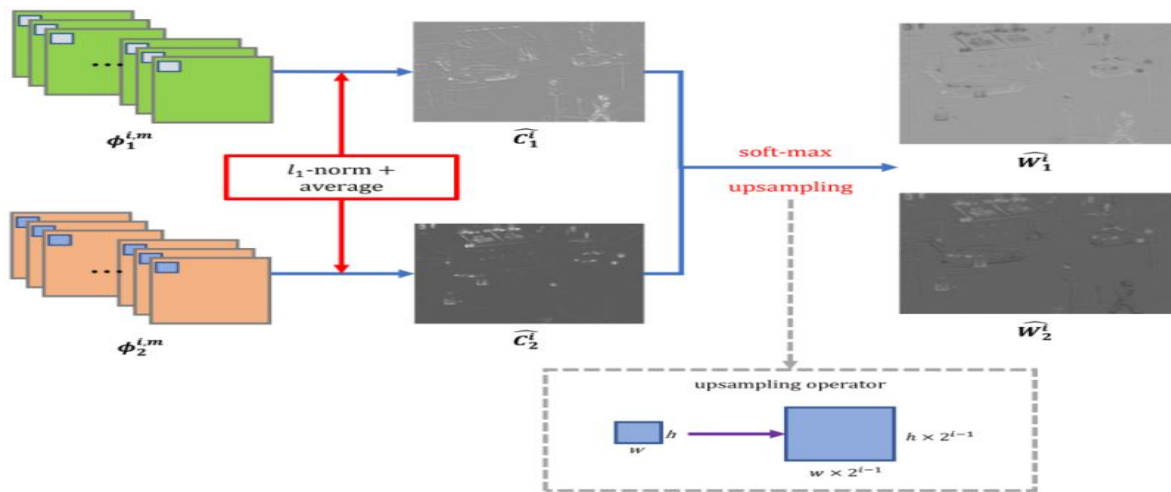 ...
...
ϕ₁^{i,m}
l₁-norm +
average
Ĉ₁^i
soft-max
upsampling
Ŵ₁^i
ϕ₂^{i,m}
Ĉ₂^i
Ŵ₂^i
upsampling operator
h
w
h × 2^{i−1}
w × 2^{i−1}